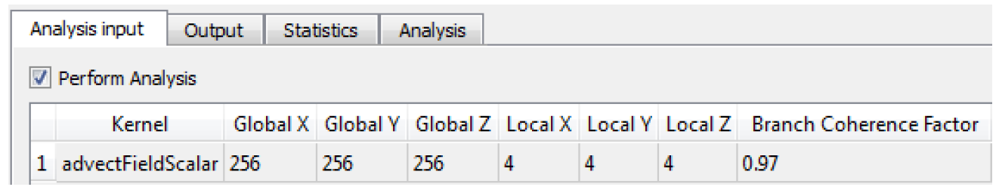 Analysis input Output Statistics Analysis
Perform Analysis
Kernel Global X Global Y Global Z Local X Local Y Local Z Branch Coherence Factor
1 advectFieldScalar 256 256 256 4 4 4 0.97